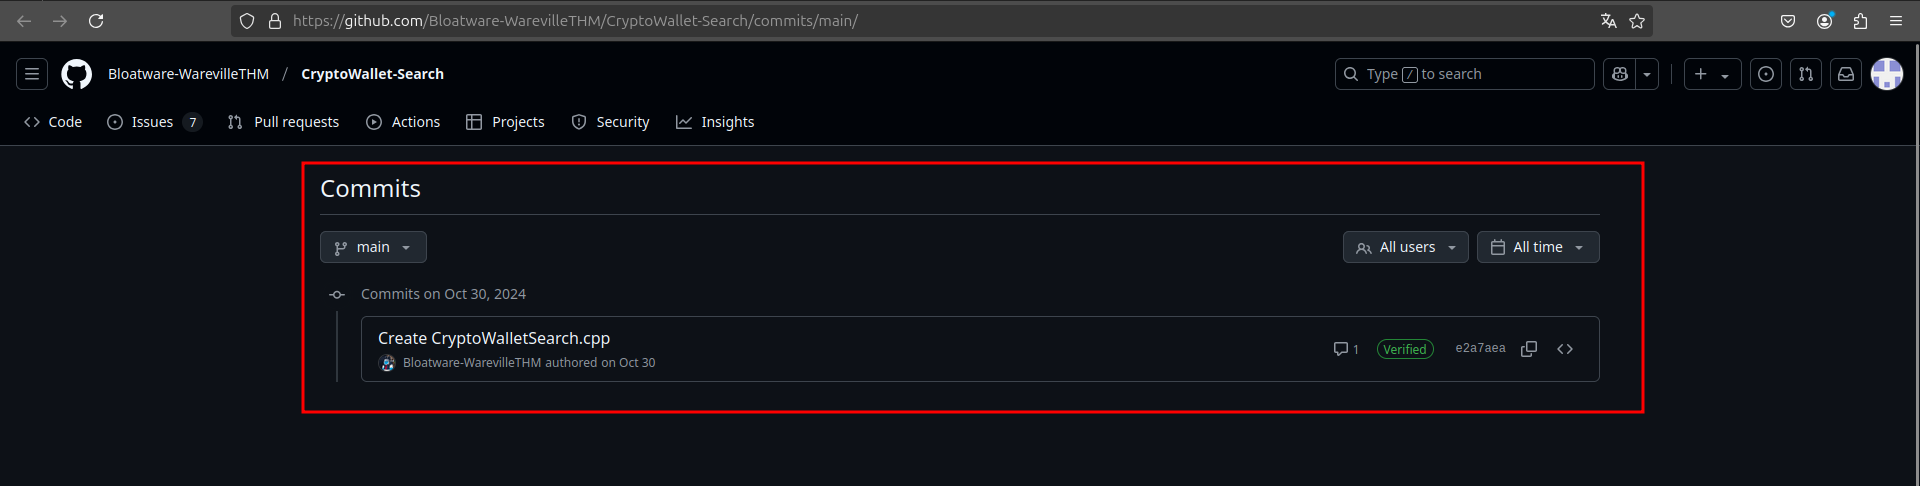 https://github.com/Bloatware-WarevilleTHM/CryptoWallet-Search/commits/main/
Bloatware-WarevilleTHM / CryptoWallet-Search
Type / to search
Code Issues 7 Pull requests Actions Projects Security Insights
Commits
main All users All time
Commits on Oct 30, 2024
Create CryptoWalletSearch.cpp
1 Verified e2a7aea
Bloatware-WarevilleTHM authored on Oct 30